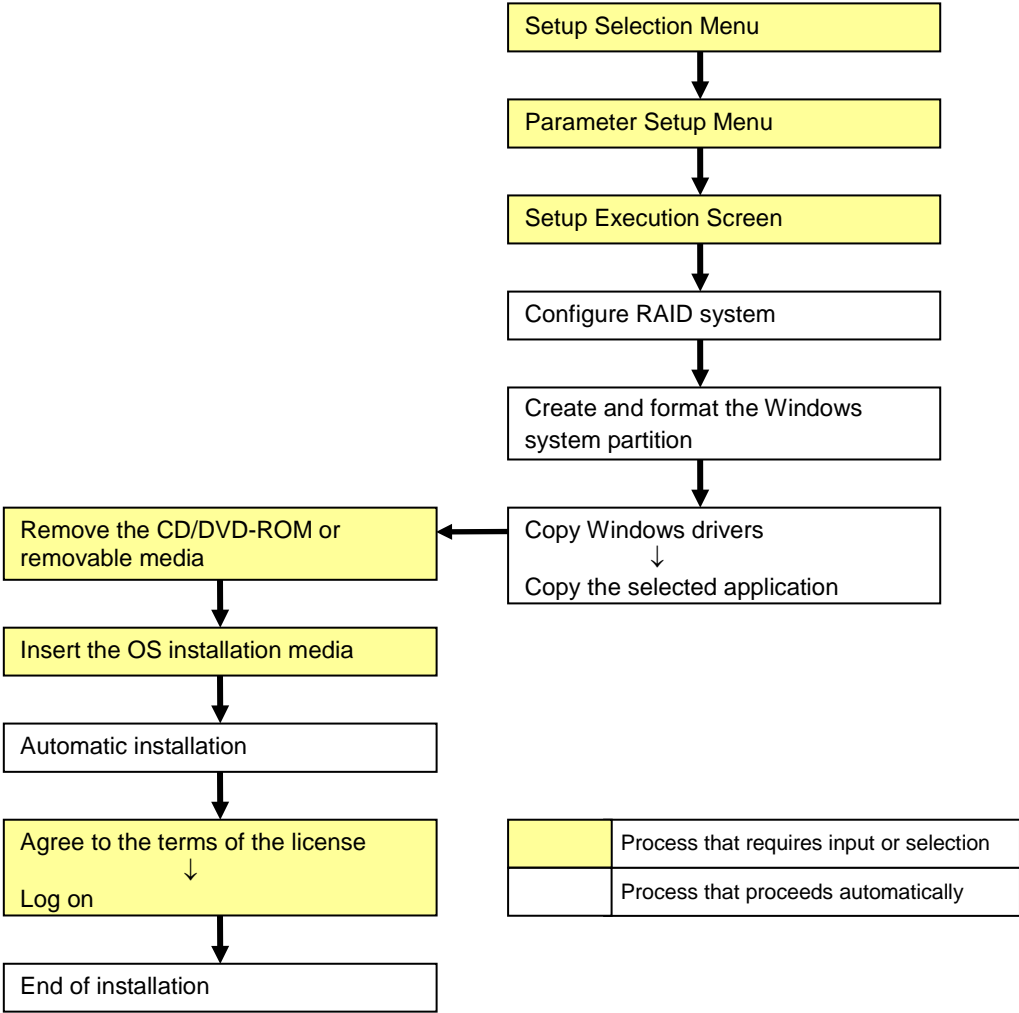 Setup Selection Menu
Parameter Setup Menu
Setup Execution Screen
Configure RAID system
Create and format the Windows
system partition
Copy Windows drivers
↓
Copy the selected application
Remove the CD/DVD-ROM or
removable media
Insert the OS installation media
Automatic installation
Agree to the terms of the license
↓
Log on
End of installation
Process that requires input or selection
Process that proceeds automatically